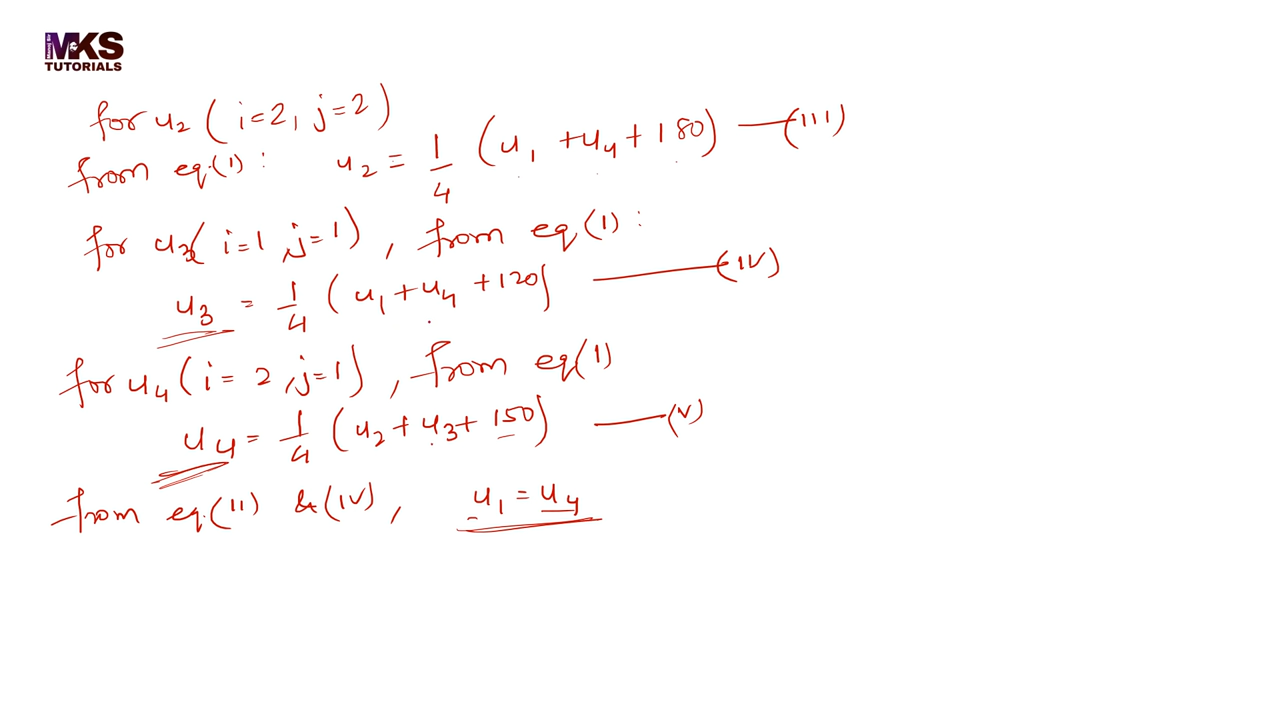 MKS
TUTORIALS
for u2 ( i=2, j=2)
from eq.(1) : u2 = 1/4 (u1 +u4 + 180) —(III)
for u3( i=1, j=1) , from eq(1) :
u3 = 1/4 ( u1 + u4 +120) —(IV)
for u4 ( i= 2 , j=1) , from eq(1)
u4 = 1/4 (u2 + u3 + 150) —(V)
from eq.(II) &(IV) , u1 = u4